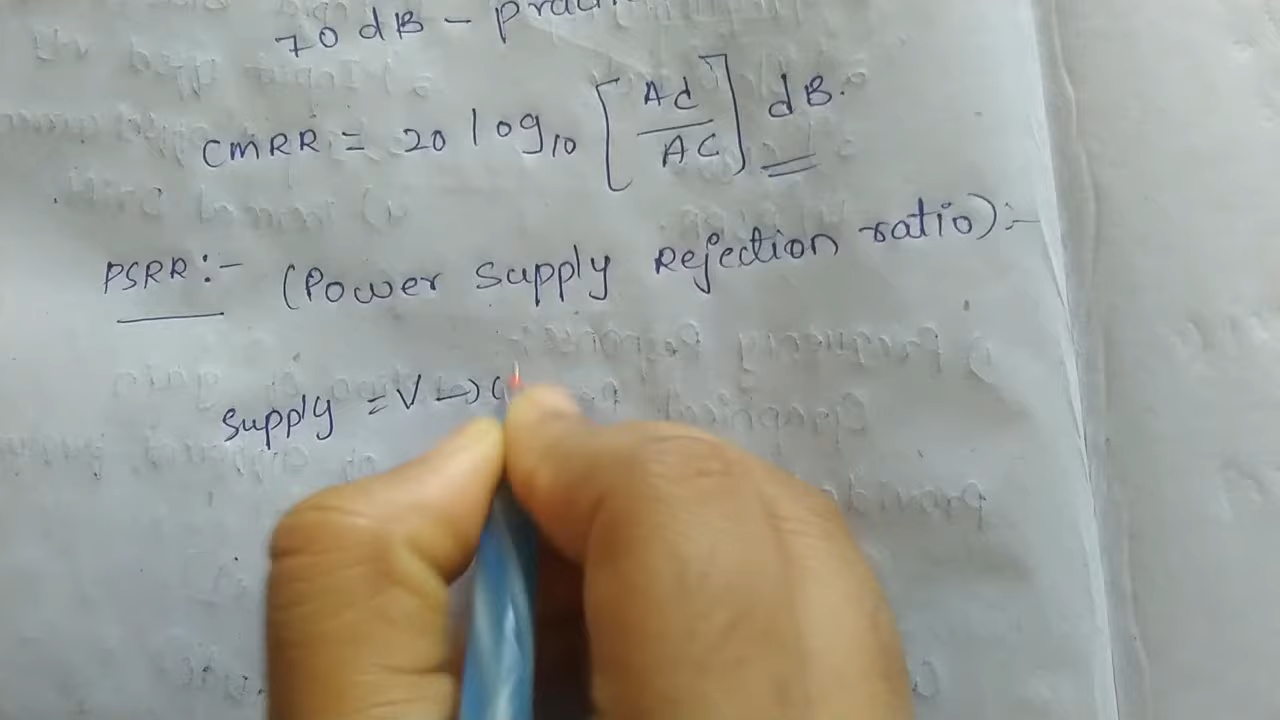 70 dB -
CMRR = 20 log10 [Ad/AC] dB.
PSRR:- (Power Supply Rejection ratio):-
Supply = V → (